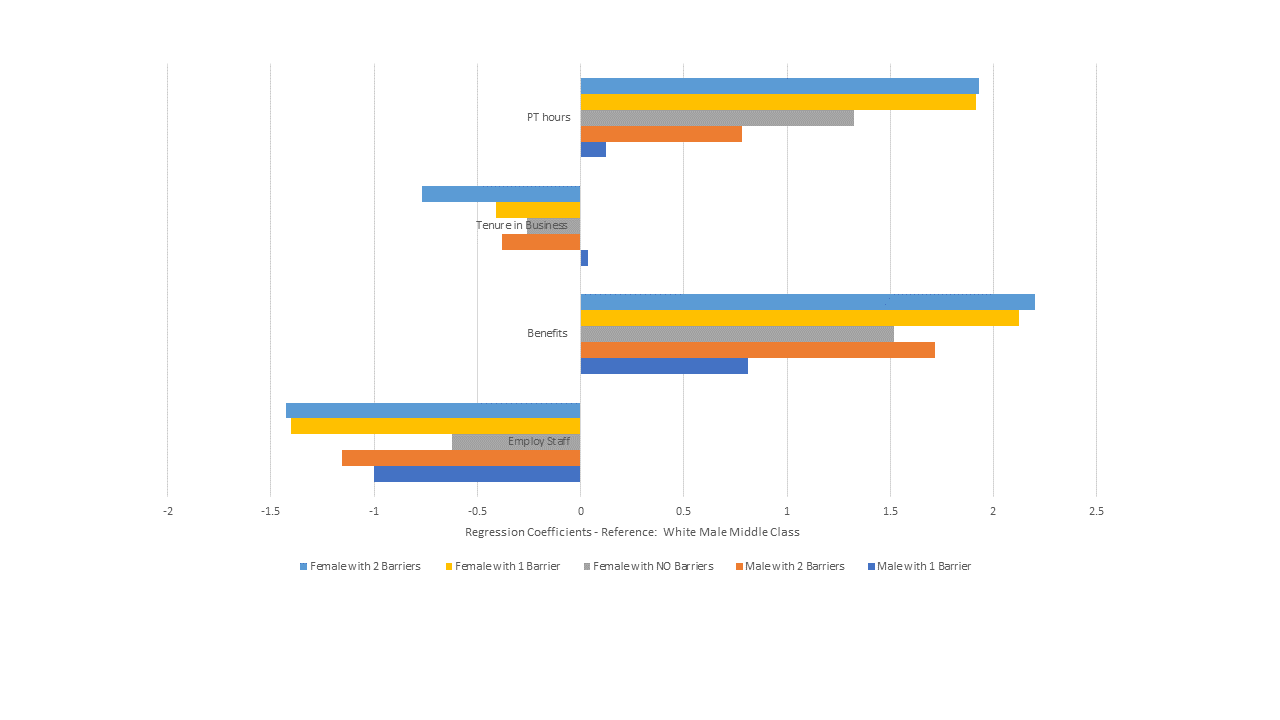 PT hours
Tenure in Business
Benefits
Employ Staff
-2 -1.5 -1 -0.5 0 0.5 1 1.5 2 2.5
Regression Coefficients - Reference: White Male Middle Class
Female with 2 Barriers Female with 1 Barrier Female with NO Barriers Male with 2 Barriers Male with 1 Barrier